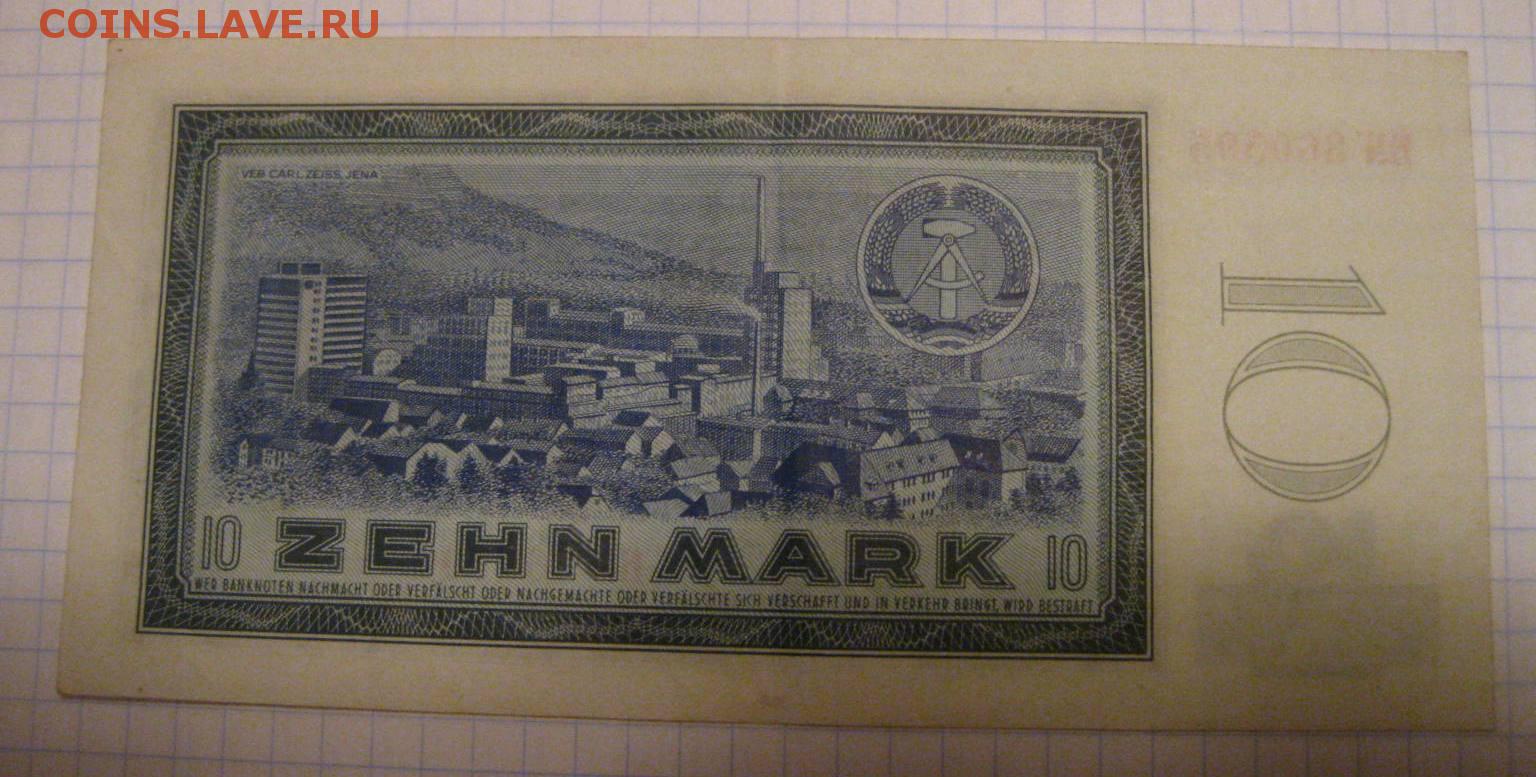 COINS.LAVE.RU
VEB CARL ZEISS, JENA
10
10 ZEHN MARK 10
WER BANKNOTEN NACHMACHT ODER VERFÄLSCHT ODER NACHGEMACHTE ODER VERFÄLSCHTE SICH VERSCHAFFT UND IN VERKEHR BRINGT, WIRD BESTRAFT